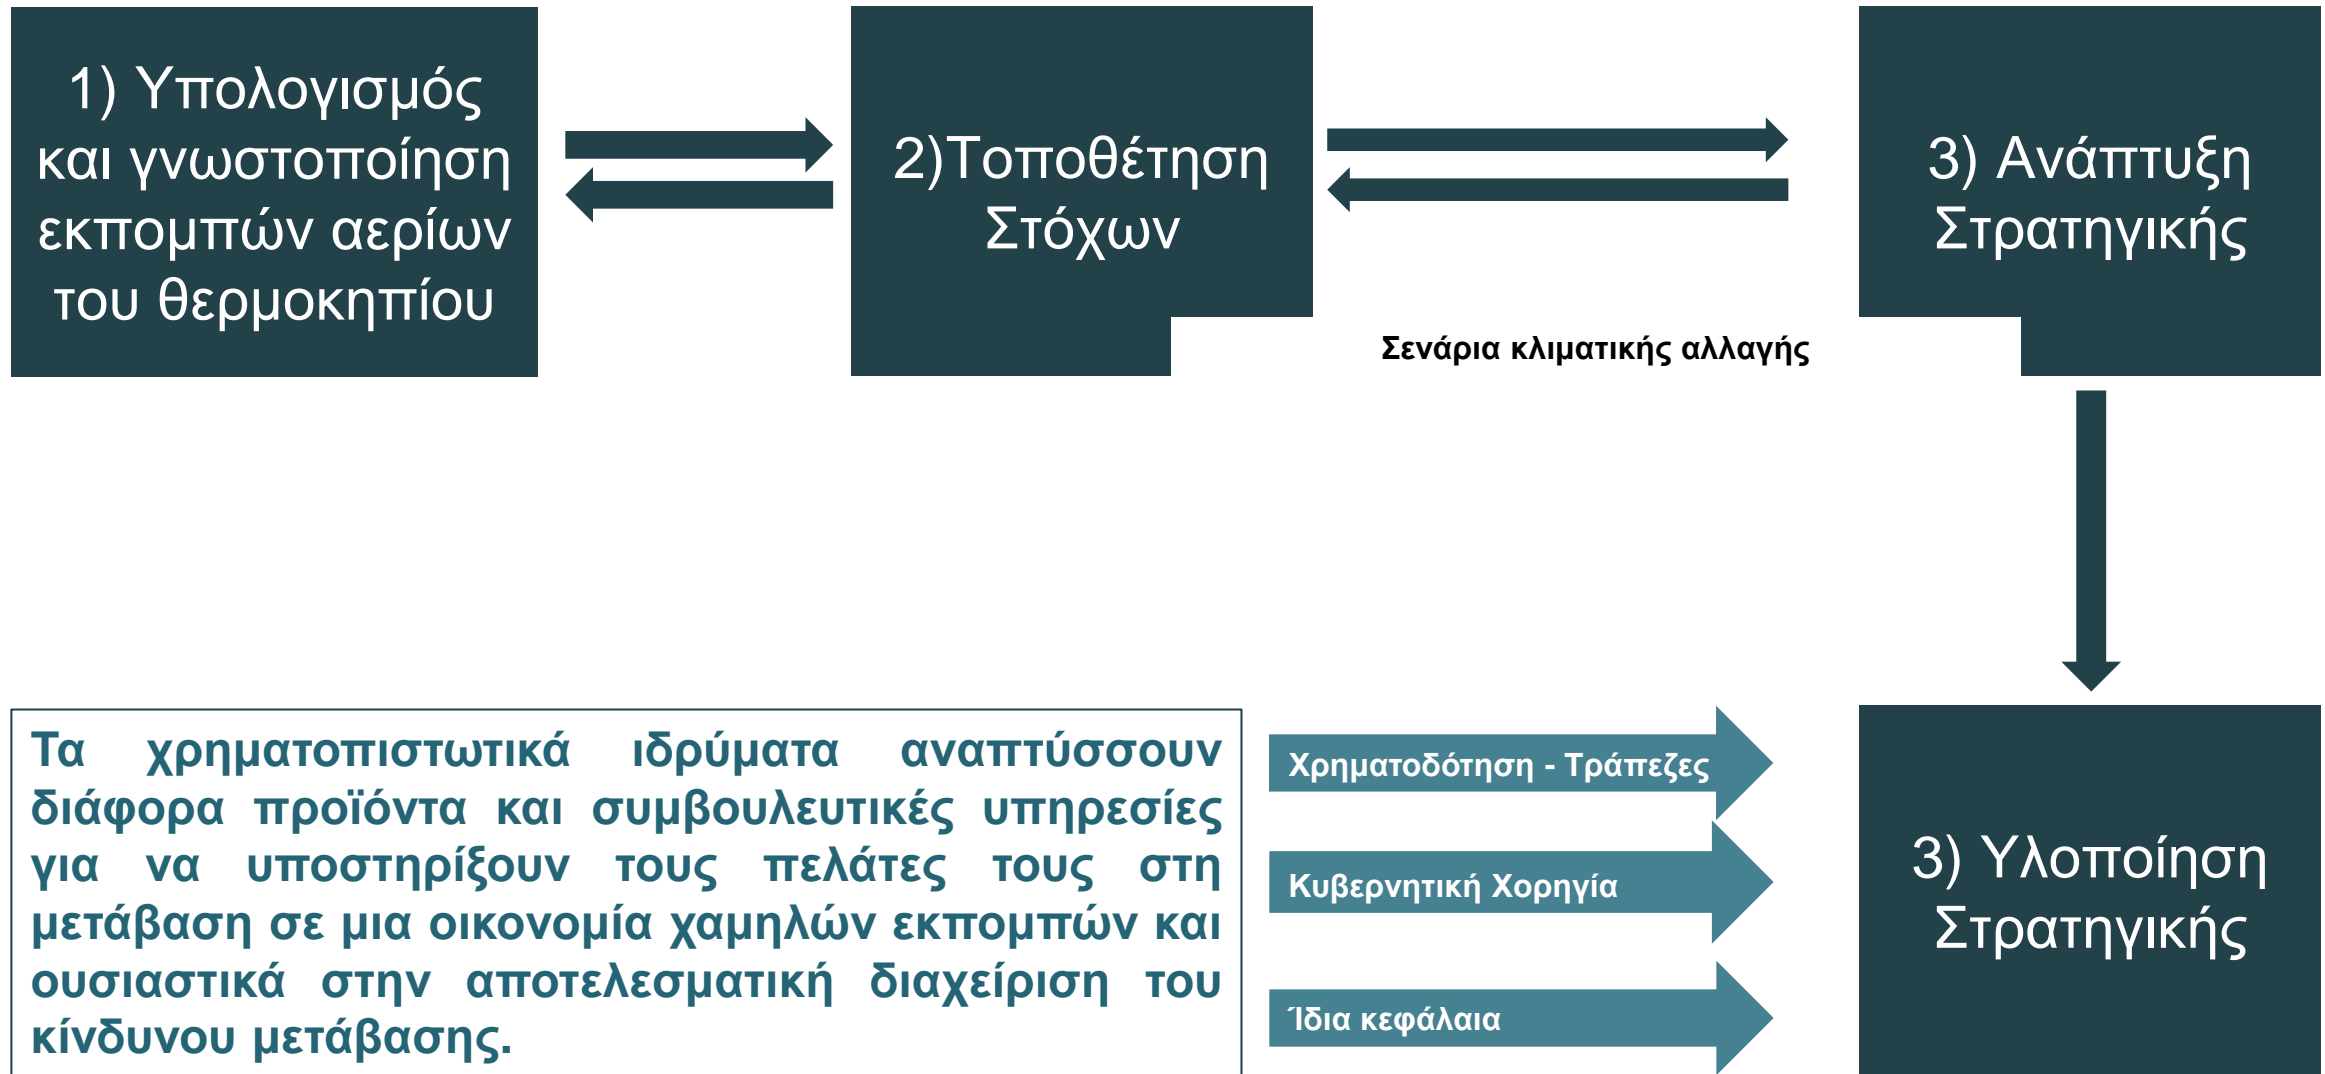 1) Υπολογισμός
και γνωστοποίηση
εκπομπών αερίων
του θερμοκηπίου
2)Τοποθέτηση
Στόχων
3) Ανάπτυξη
Στρατηγικής
Σενάρια κλιματικής αλλαγής
Τα χρηματοπιστωτικά ιδρύματα αναπτύσσουν
διάφορα προϊόντα και συμβουλευτικές υπηρεσίες
για να υποστηρίξουν τους πελάτες τους στη
μετάβαση σε μια οικονομία χαμηλών εκπομπών και
ουσιαστικά στην αποτελεσματική διαχείριση του
κίνδυνου μετάβασης.
Χρηματοδότηση - Τράπεζες
Κυβερνητική Χορηγία
Ίδια κεφάλαια
3) Υλοποίηση
Στρατηγικής